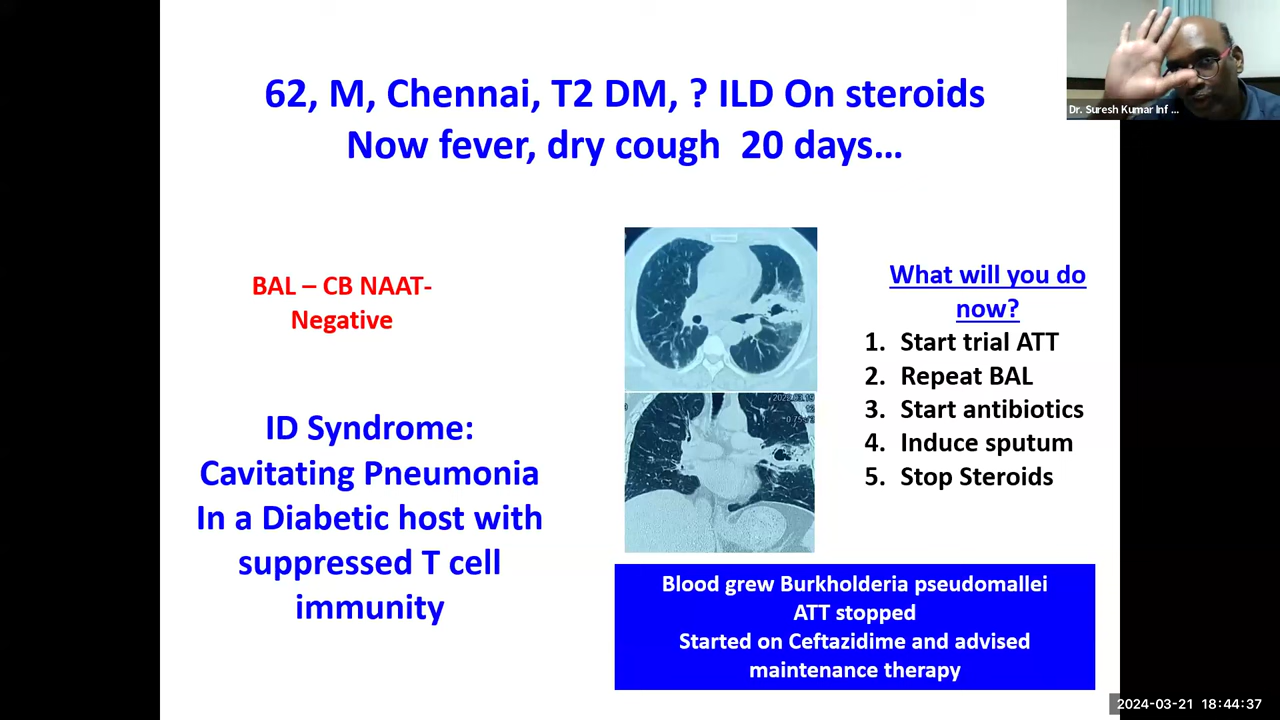 62, M, Chennai, T2 DM, ? ILD On steroids
Now fever, dry cough 20 days...
Dr. Suresh Kumar Inf ...
BAL – CB NAAT-
Negative
ID Syndrome:
Cavitating Pneumonia
In a Diabetic host with
suppressed T cell
immunity
What will you do
now?
1. Start trial ATT
2. Repeat BAL
3. Start antibiotics
4. Induce sputum
5. Stop Steroids
Blood grew Burkholderia pseudomallei
ATT stopped
Started on Ceftazidime and advised
maintenance therapy
2024-03-21 18:44:37